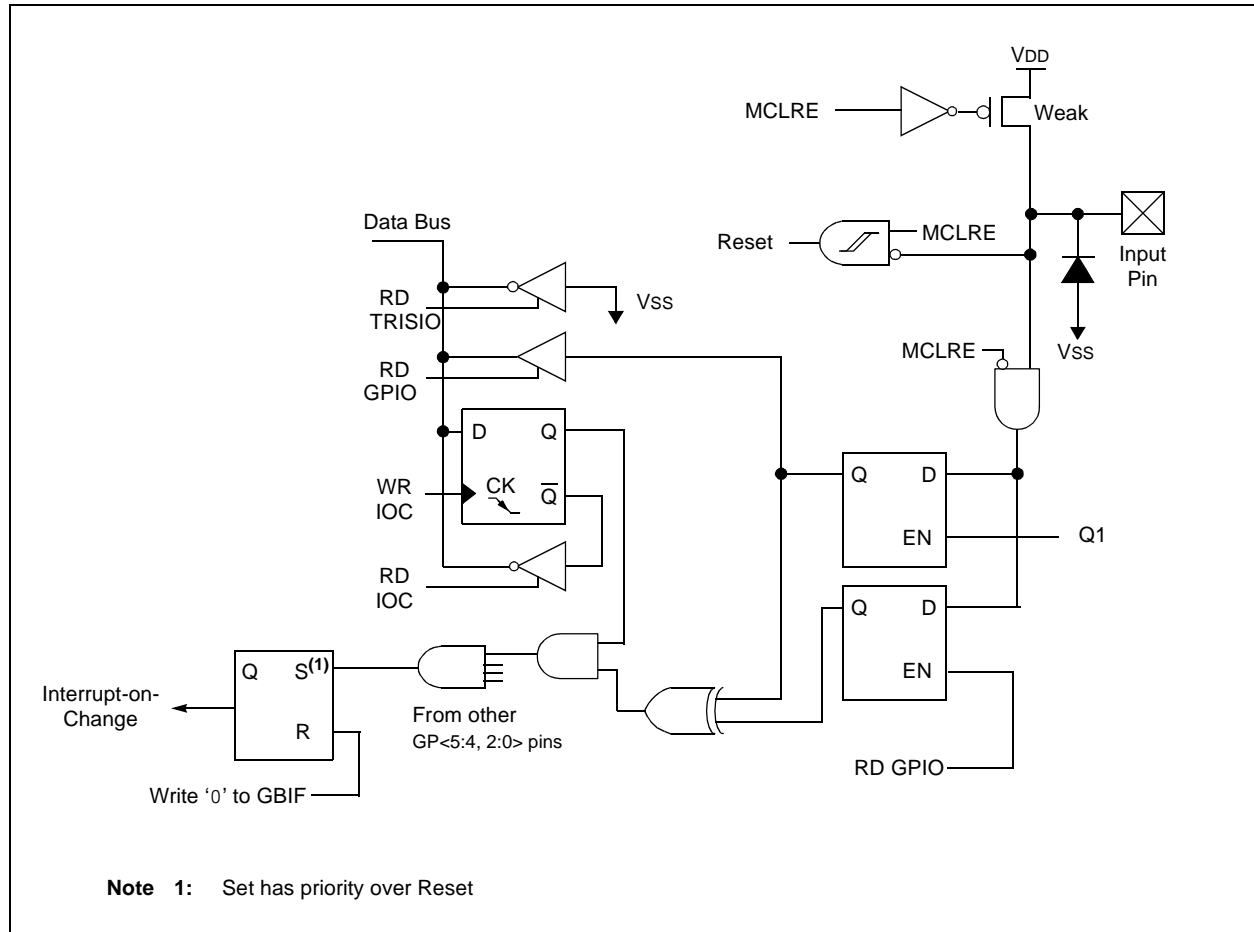 VDD
MCLRE
Weak
Data Bus
Reset
MCLRE
Input
Pin
RD
TRISIO
VSS
VSS
RD
GPIO
MCLRE
D
Q
Q
D
WR
IOC
CK
Q̅
EN
Q1
RD
IOC
Q
D
Q
S(1)
EN
Interrupt-on-
Change
From other
GP<5:4, 2:0> pins
R
RD GPIO
Write ‘0’ to GBIF
Note 1: Set has priority over Reset